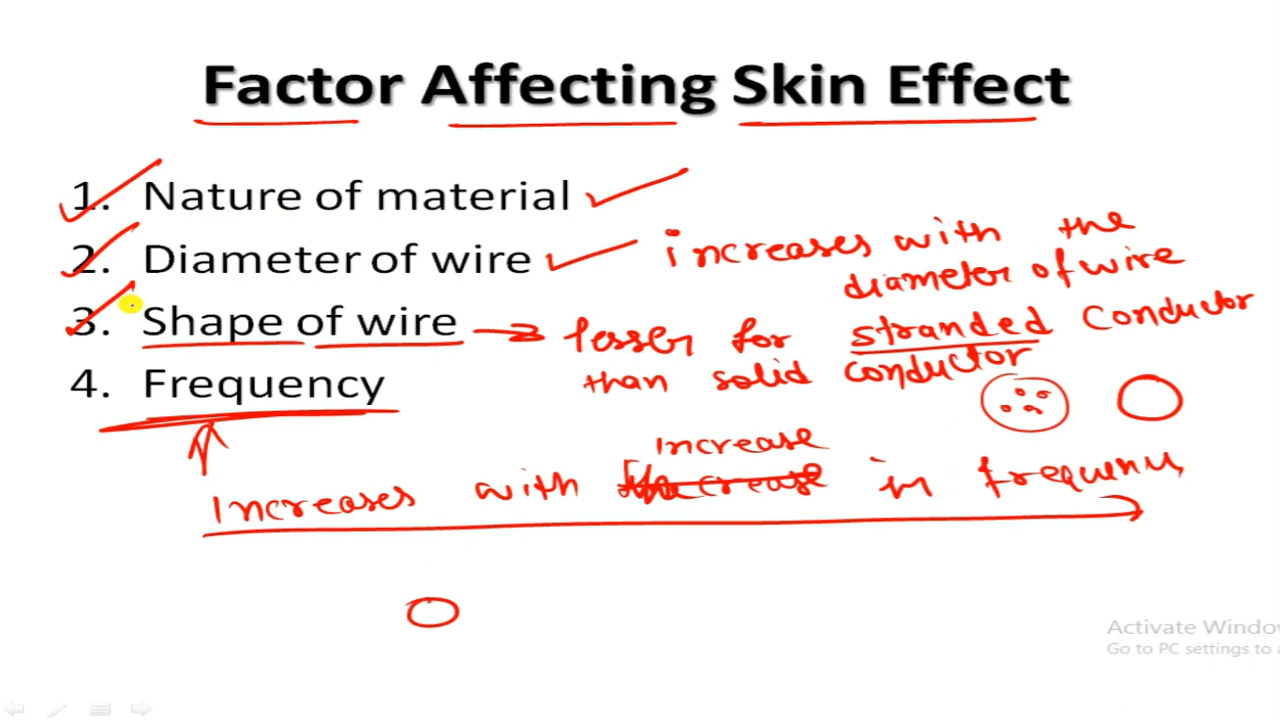 Factor Affecting Skin Effect
1. Nature of material
2. Diameter of wire
increases with the
diameter of wire
3. Shape of wire → lesser for stranded conductor
than solid conductor
4. Frequency
increase
Increases with increase in frequency
Activate Windo
Go to PC settings to a